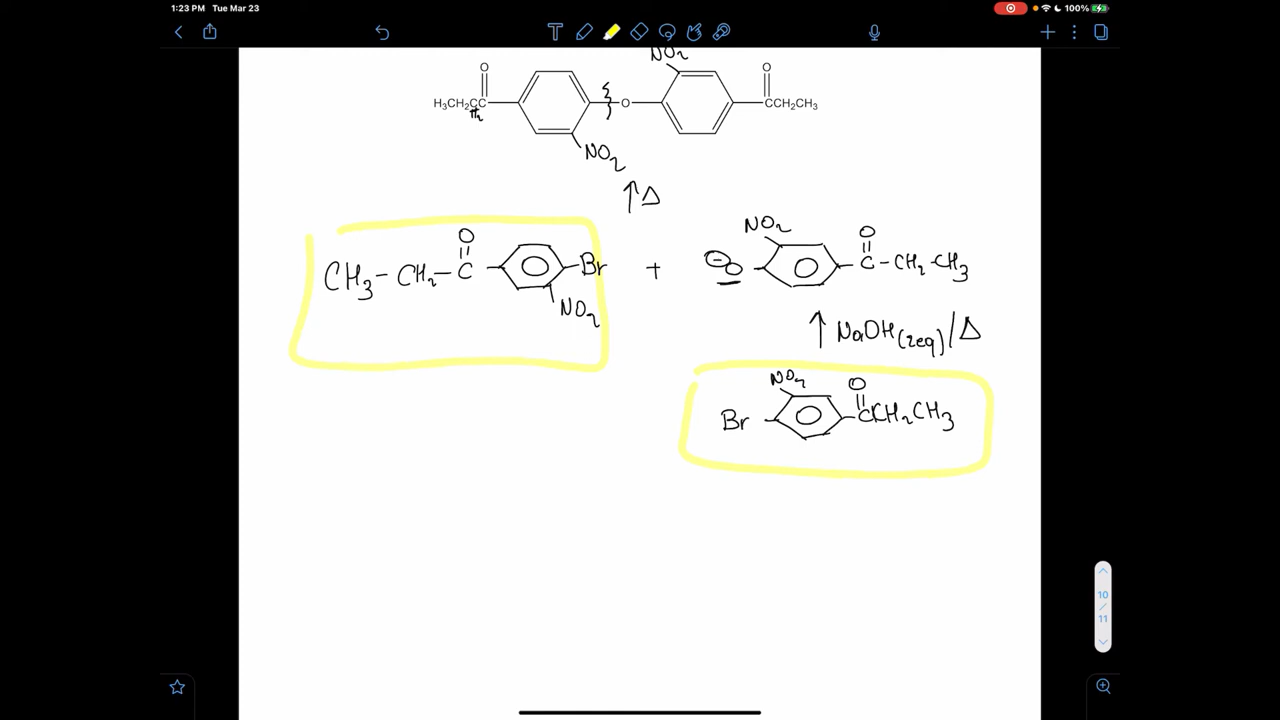 1:23 PM Tue Mar 23
100%
NO2
O
O
H3CH2CC
H2
O
CCH2CH3
NO2
↑Δ
NO2
O
O
CH3-CH2-C
Br
+
⊖O
C-CH2-CH3
NO2
↑ NaOH(2eq)/Δ
NO2
O
Br
CCH2CH3
10
/
11